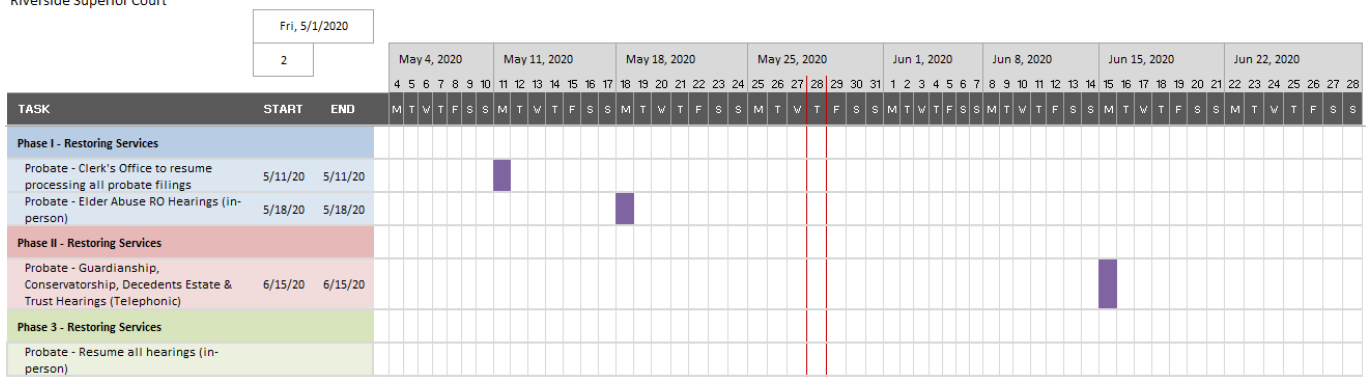 Riverside Superior Court
Fri, 5/1/2020
2
May 4, 2020 May 11, 2020 May 18, 2020 May 25, 2020 Jun 1, 2020 Jun 8, 2020 Jun 15, 2020 Jun 22, 2020
4 5 6 7 8 9 10 11 12 13 14 15 16 17 18 19 20 21 22 23 24 25 26 27 28 29 30 31 1 2 3 4 5 6 7 8 9 10 11 12 13 14 15 16 17 18 19 20 21 22 23 24 25 26 27 28
TASK START END M T W T F S S M T W T F S S M T W T F S S M T W T F S S M T W T F S S M T W T F S S M T W T F S S M T W T F S S
Phase I - Restoring Services
Probate - Clerk's Office to resume
processing all probate filings 5/11/20 5/11/20
Probate - Elder Abuse RO Hearings (in-
person) 5/18/20 5/18/20
Phase II - Restoring Services
Probate - Guardianship,
Conservatorship, Decedents Estate & 6/15/20 6/15/20
Trust Hearings (Telephonic)
Phase 3 - Restoring Services
Probate - Resume all hearings (in-
person)